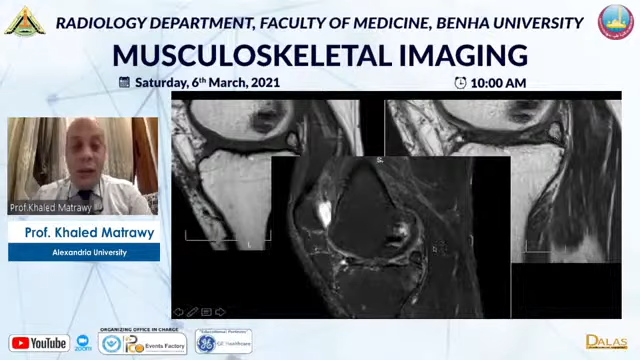 RADIOLOGY DEPARTMENT, FACULTY OF MEDICINE, BENHA UNIVERSITY
MUSCULOSKELETAL IMAGING
Saturday, 6th March, 2021
10:00 AM
Prof.Khaled Matrawy
Prof. Khaled Matrawy
Alexandria University
YouTube
zoom
ORGANIZING OFFICE IN CHARGE
Events Factory
GE Healthcare
DALAS